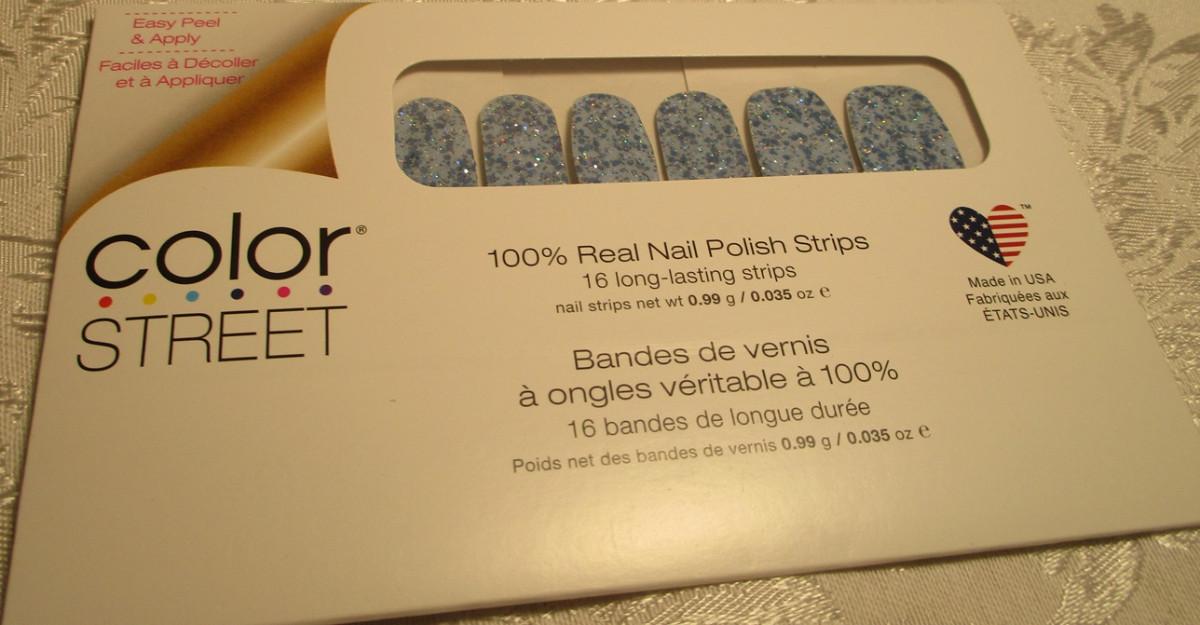 Easy Peel
& Apply
Faciles à Décoller
et à Appliquer
color®
STREET
100% Real Nail Polish Strips
16 long-lasting strips
nail strips net wt 0.99 g / 0.035 oz ℮
Bandes de vernis
à ongles véritable à 100%
16 bandes de longue durée
Poids net des bandes de vernis 0.99 g / 0.035 oz ℮
™
Made in USA
Fabriquées aux
ÉTATS-UNIS